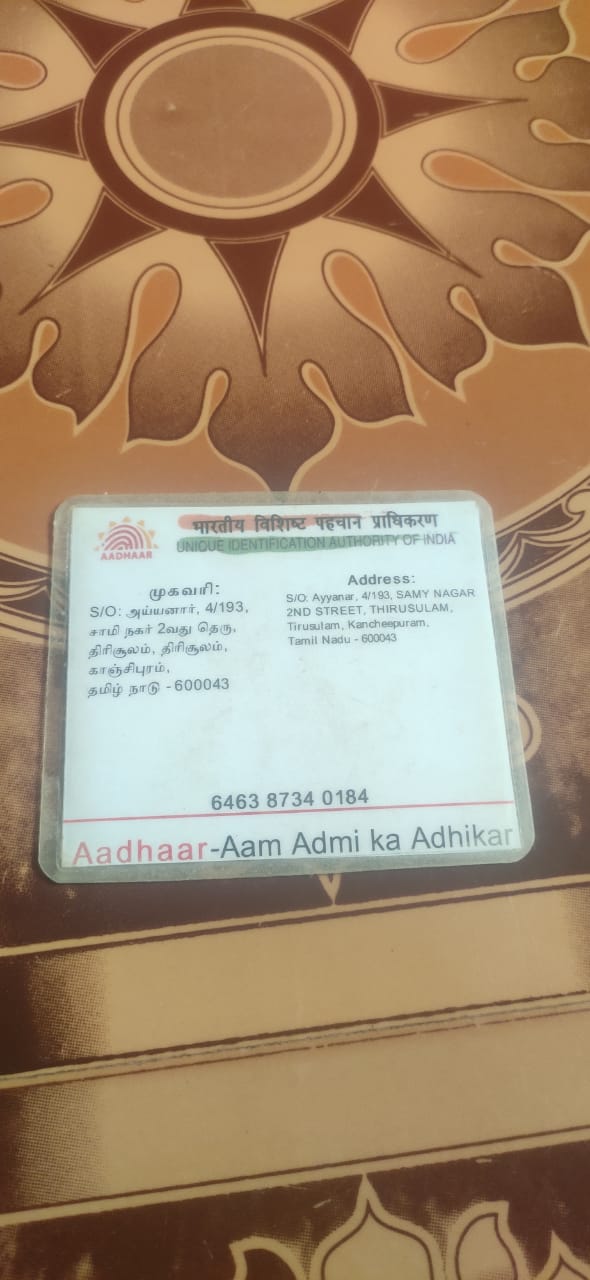 भारतीय विशिष्ट पहचान प्राधिकरण
UNIQUE IDENTIFICATION AUTHORITY OF INDIA
AADHAAR
முகவரி:
S/O: அய்யனார், 4/193,
சாமி நகர் 2வது தெரு,
திரிசூலம், திரிசூலம்,
காஞ்சிபுரம்,
தமிழ் நாடு - 600043
Address:
S/O: Ayyanar, 4/193, SAMY NAGAR
2ND STREET, THIRUSULAM,
Tirusulam, Kancheepuram,
Tamil Nadu - 600043
6463 8734 0184
Aadhaar-Aam Admi ka Adhikar